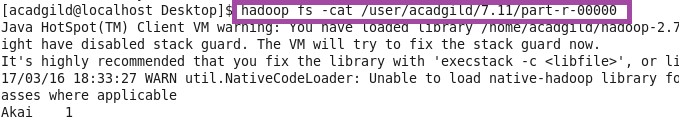 [acadgild@localhost Desktop]$ hadoop fs -cat /user/acadgild/7.11/part-r-00000
Java HotSpot(TM) Client VM warning: You have loaded library /home/acadgild/hadoop-2.7
ight have disabled stack guard. The VM will try to fix the stack guard now.
It's highly recommended that you fix the library with 'execstack -c <libfile>', or li
17/03/16 18:33:27 WARN util.NativeCodeLoader: Unable to load native-hadoop library fo
asses where applicable
Akai    1